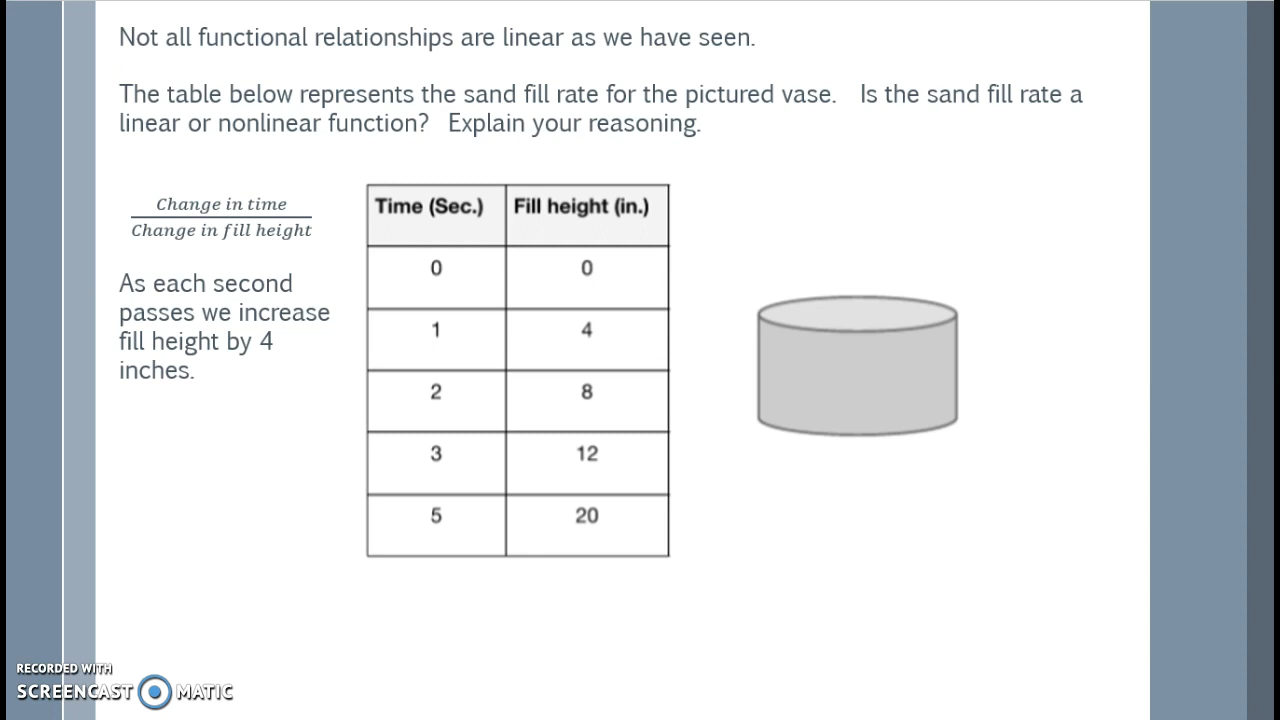 Not all functional relationships are linear as we have seen.
The table below represents the sand fill rate for the pictured vase. Is the sand fill rate a
linear or nonlinear function? Explain your reasoning.
Change in time
Change in fill height
As each second
passes we increase
fill height by 4
inches.
Time (Sec.) Fill height (in.)
0 0
1 4
2 8
3 12
5 20
RECORDED WITH
SCREENCAST MATIC